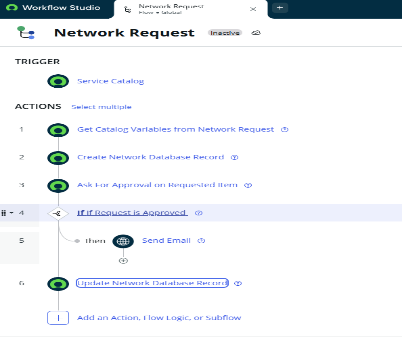 Workflow Studio
Network Request
Flow • Global
Network Request Inactive
TRIGGER
Service Catalog
ACTIONS Select multiple
1 Get Catalog Variables from Network Request
2 Create Network Database Record
3 Ask For Approval on Requested Item
4 If If Request is Approved
5 then Send Email
6 Update Network Database Record
Add an Action, Flow Logic, or Subflow